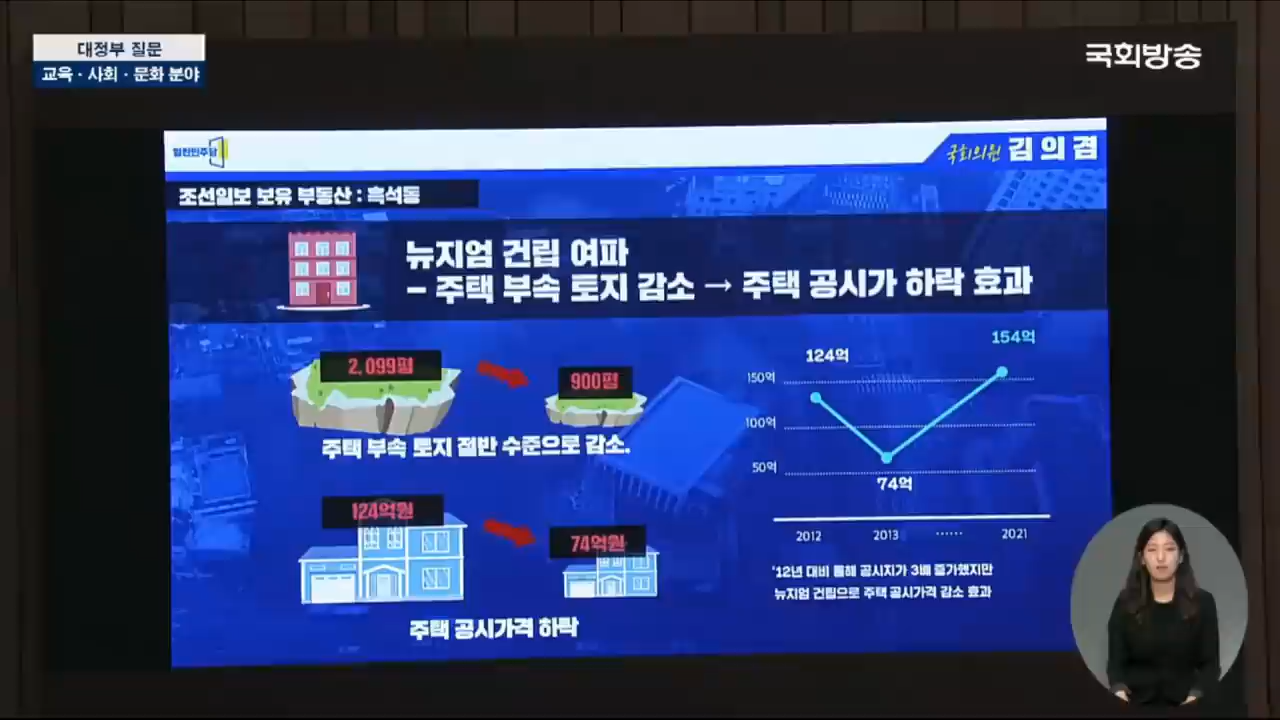 대정부 질문
교육·사회·문화 분야
국회방송
열린민주당
국회의원 김의겸
조선일보 보유 부동산 : 흑석동
뉴지엄 건립 여파
- 주택 부속 토지 감소 → 주택 공시가 하락 효과
2,099평
900평
주택 부속 토지 절반 수준으로 감소.
124억원
74억원
주택 공시가격 하락
154억
124억
150억
100억
50억
74억
2012
2013
......
2021
'12년 대비 올해 공시지가 3배 증가했지만
뉴지엄 건립으로 주택 공시가격 감소 효과